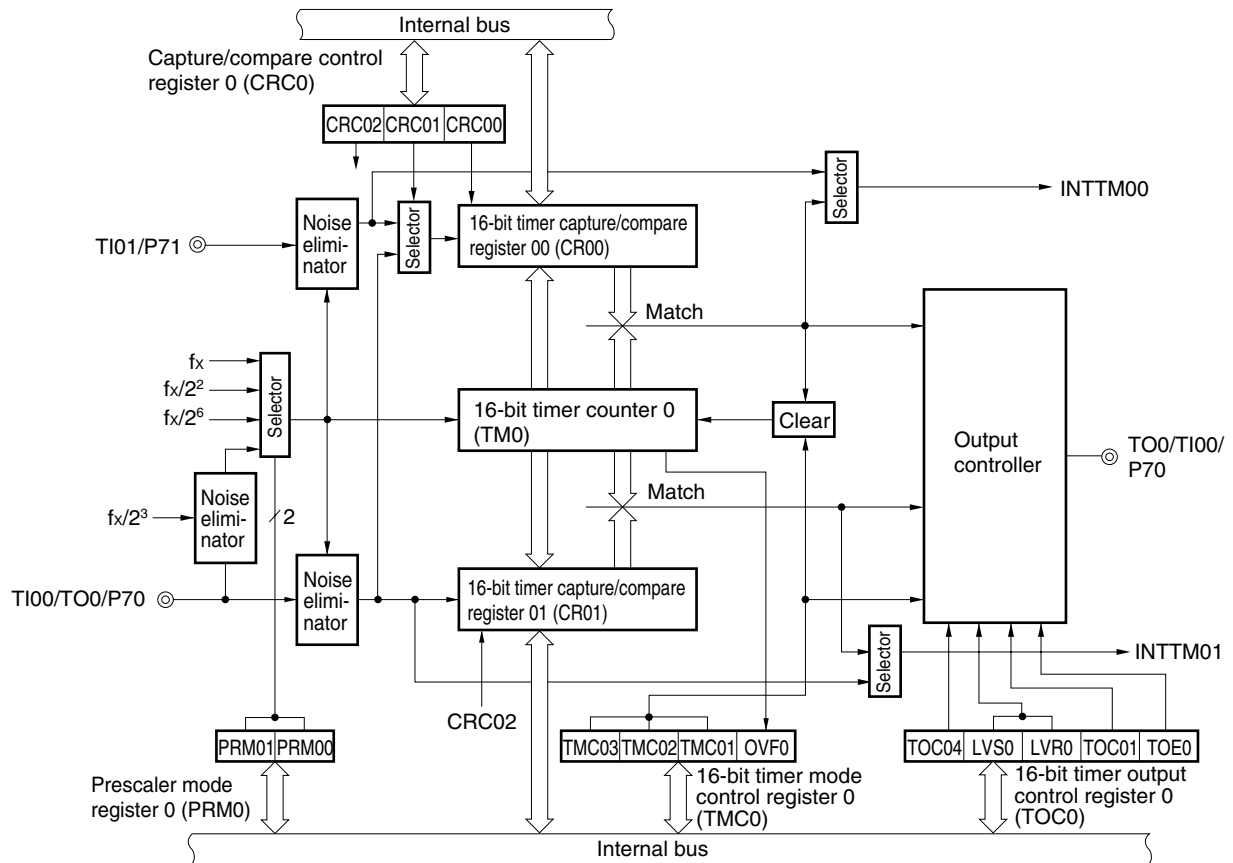 Internal bus
Capture/compare control
register 0 (CRC0)
CRC02 CRC01 CRC00
Selector
INTTM00
TI01/P71
Noise
elimi-
nator
Selector
16-bit timer capture/compare
register 00 (CR00)
Match
fx
fx/2²
fx/2⁶
Selector
16-bit timer counter 0
(TM0)
Clear
Output
controller
TO0/TI00/
P70
fx/2³
Noise
elimi-
nator
2
Match
TI00/TO0/P70
Noise
elimi-
nator
16-bit timer capture/compare
register 01 (CR01)
Selector
INTTM01
CRC02
PRM01 PRM00
TMC03 TMC02 TMC01 OVF0
TOC04 LVS0 LVR0 TOC01 TOE0
Prescaler mode
register 0 (PRM0)
16-bit timer mode
control register 0
(TMC0)
16-bit timer output
control register 0
(TOC0)
Internal bus